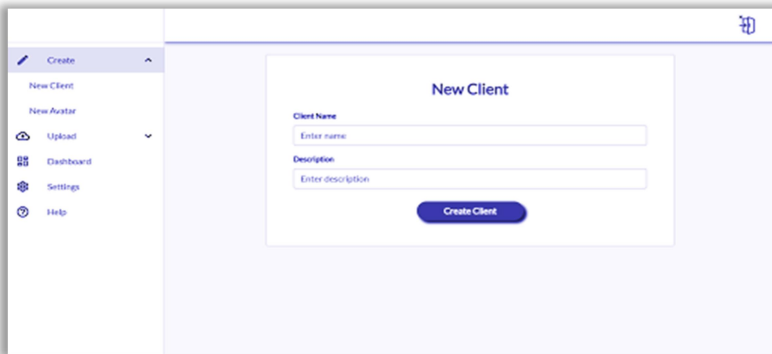 Create
New Client
New Avatar
Upload
Dashboard
Settings
Help
New Client
Client Name
Enter name
Description
Enter description
Create Client